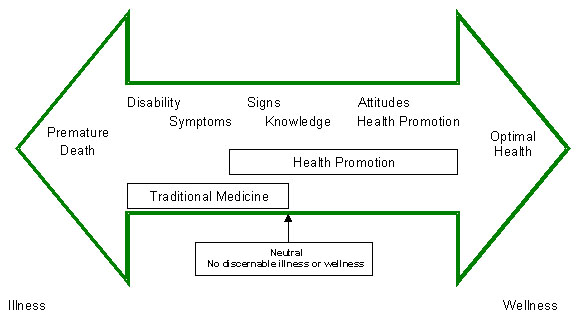 Disability Signs Attitudes
Symptoms Knowledge Health Promotion
Premature
Death
Optimal
Health
Health Promotion
Traditional Medicine
Neutral
No discernable illness or wellness
Illness Wellness